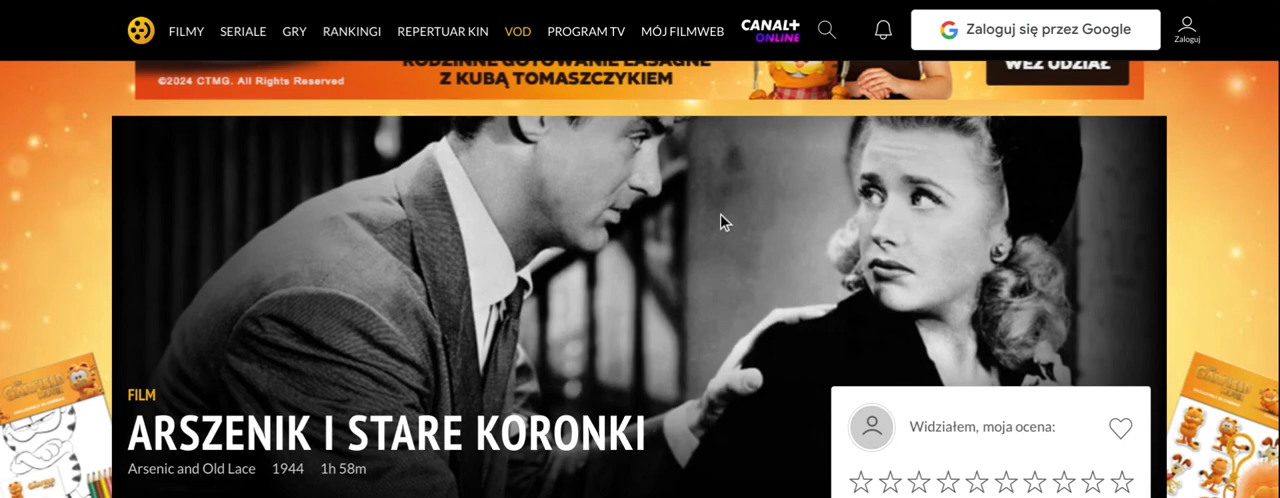 FILMY SERIALE GRY RANKINGI REPERTUAR KIN VOD PROGRAM TV MÓJ FILMWEB CANAL+ ONLINE Zaloguj się przez Google Zaloguj
RODZINNE GOTOWANIE LASAGNE
Z KUBĄ TOMASZCZYKIEM
WEŹ UDZIAŁ
©2024 CTMG. All Rights Reserved
FILM
ARSZENIK I STARE KORONKI
Arsenic and Old Lace 1944 1h 58m
Widziałem, moja ocena: